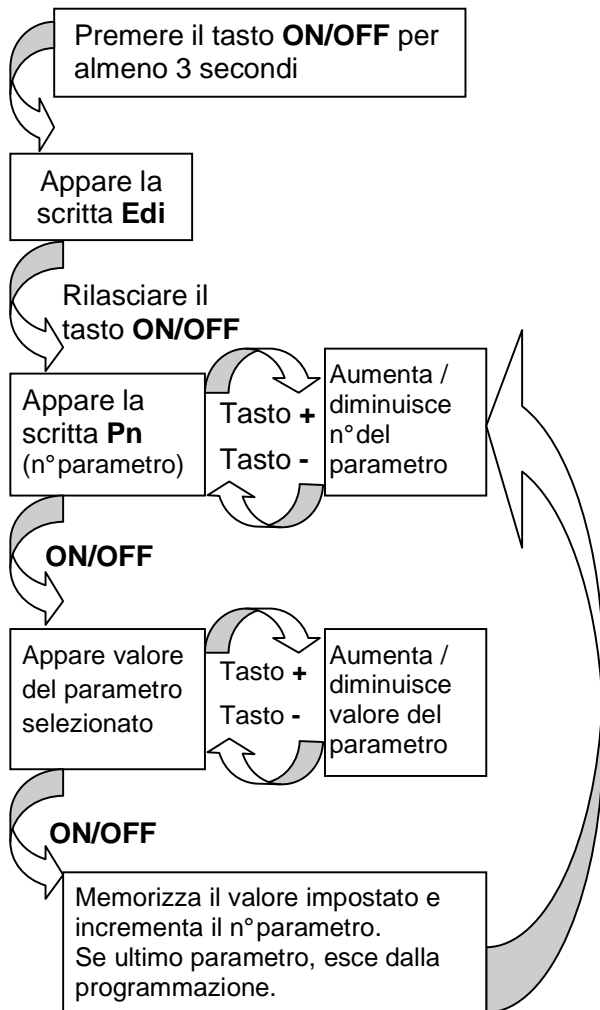 Premere il tasto ON/OFF per
almeno 3 secondi
Appare la
scritta Edi
Rilasciare il
tasto ON/OFF
Appare la
scritta Pn
(n°parametro)
Tasto +
Tasto -
Aumenta /
diminuisce
n°del
parametro
ON/OFF
Appare valore
del parametro
selezionato
Tasto +
Tasto -
Aumenta /
diminuisce
valore del
parametro
ON/OFF
Memorizza il valore impostato e
incrementa il n°parametro.
Se ultimo parametro, esce dalla
programmazione.